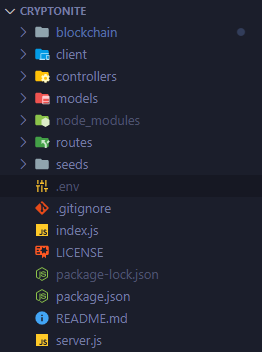 CRYPTONITE
blockchain
client
controllers
models
node_modules
routes
seeds
.env
.gitignore
index.js
LICENSE
package-lock.json
package.json
README.md
server.js